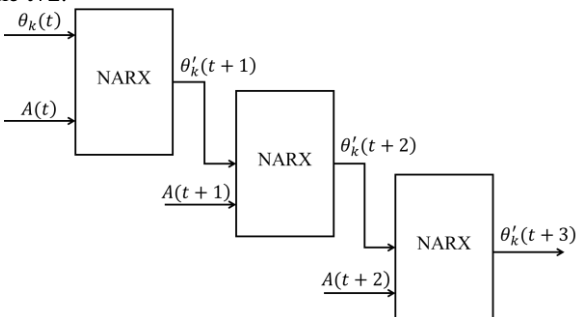 θ_k(t)
NARX
θ′_k(t + 1)
A(t)
NARX
θ′_k(t + 2)
A(t + 1)
NARX
θ′_k(t + 3)
A(t + 2)